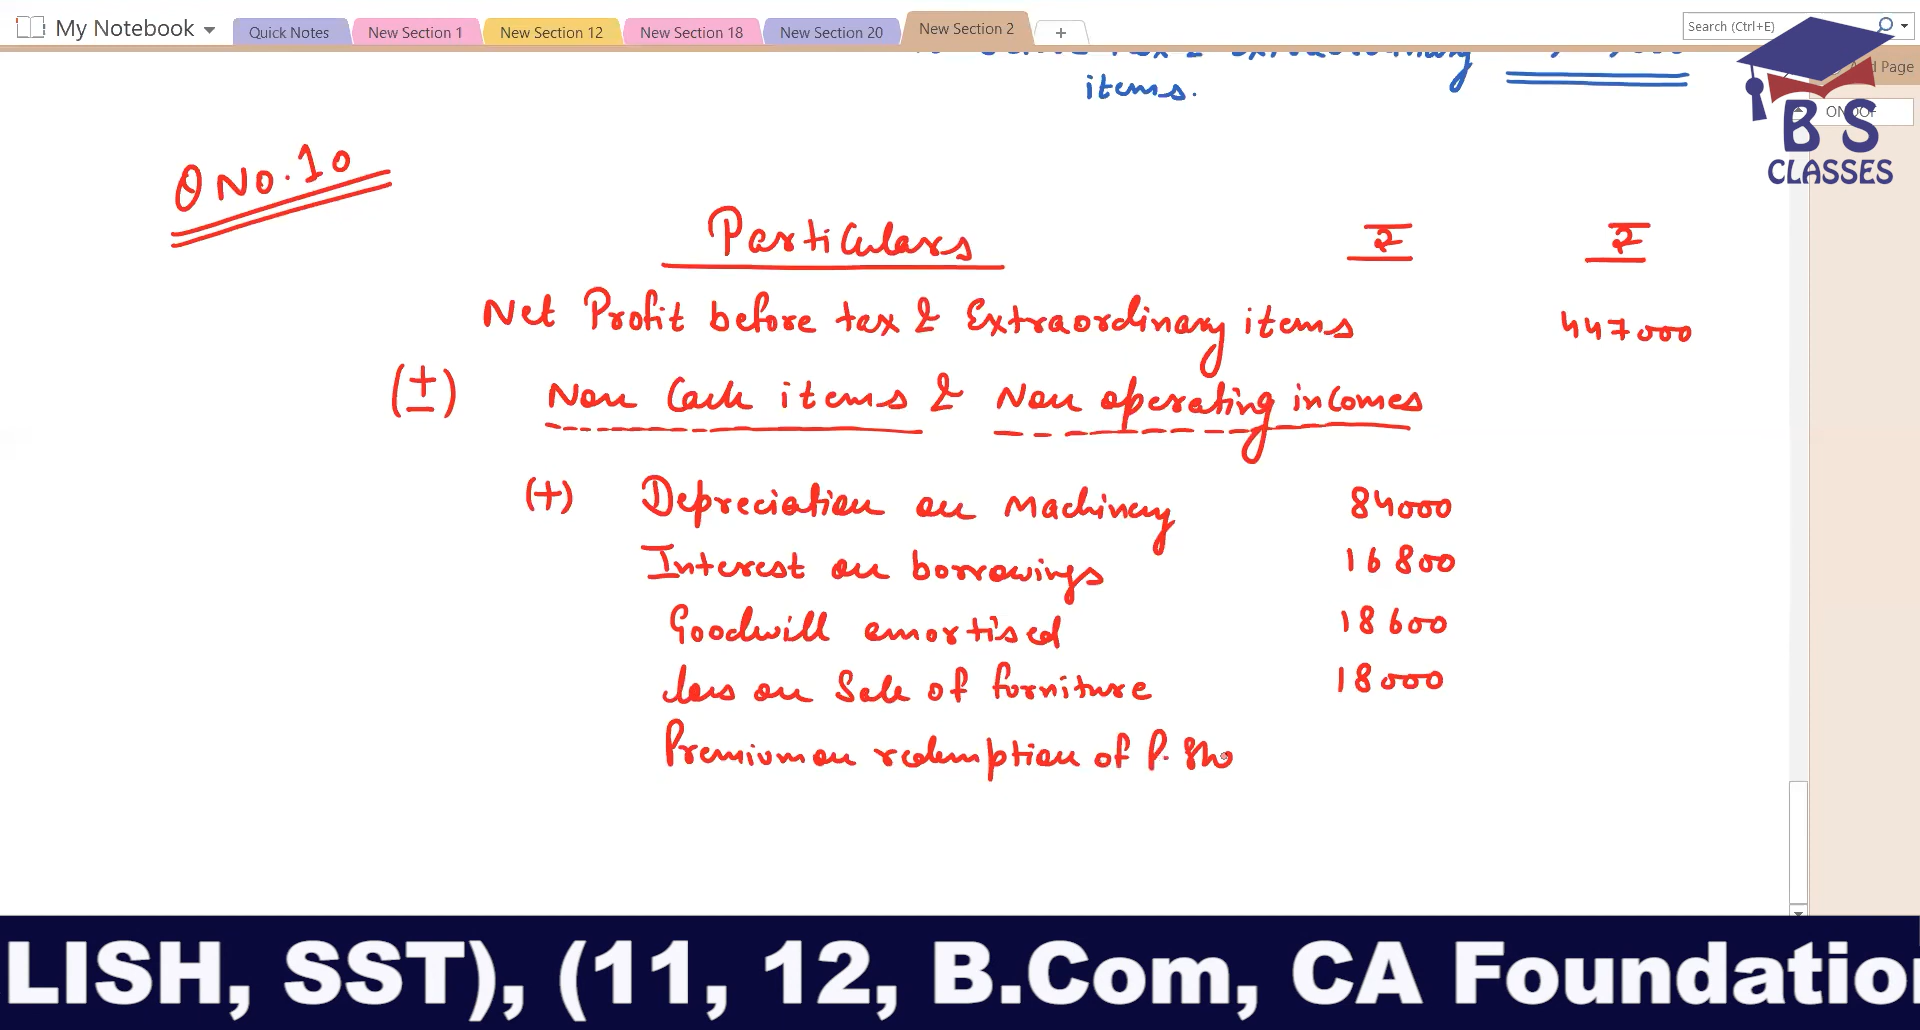 My Notebook
Quick Notes
New Section 1
New Section 12
New Section 18
New Section 20
New Section 2
+
Search (Ctrl+E)
d Page
items.
B S
CLASSES
Q No. 10
Particulars ₹ ₹
Net Profit before tax & Extraordinary items 447000
(±) Non Cash items & Non operating incomes
(+) Depreciation on Machinery 84000
Interest on borrowings 16800
Goodwill amortised 18600
Loss on Sale of furniture 18000
Premium on redemption of P. Sha
LISH, SST), (11, 12, B.Com, CA Foundatio